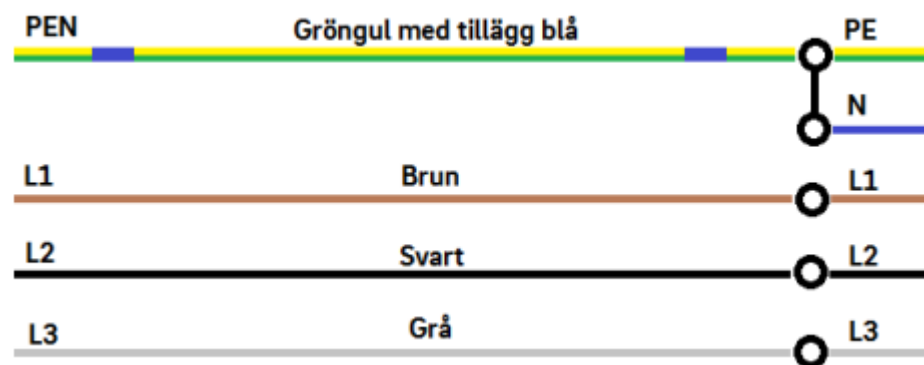 PEN Gröngul med tillägg blå PE
N
L1 Brun L1
L2 Svart L2
L3 Grå L3